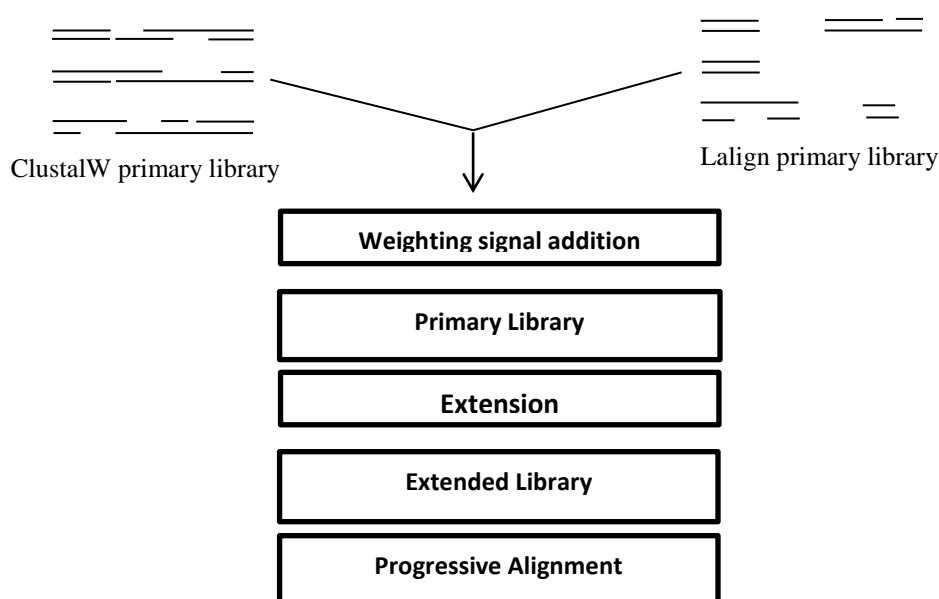 ClustalW primary library
Lalign primary library
Weighting signal addition
Primary Library
Extension
Extended Library
Progressive Alignment